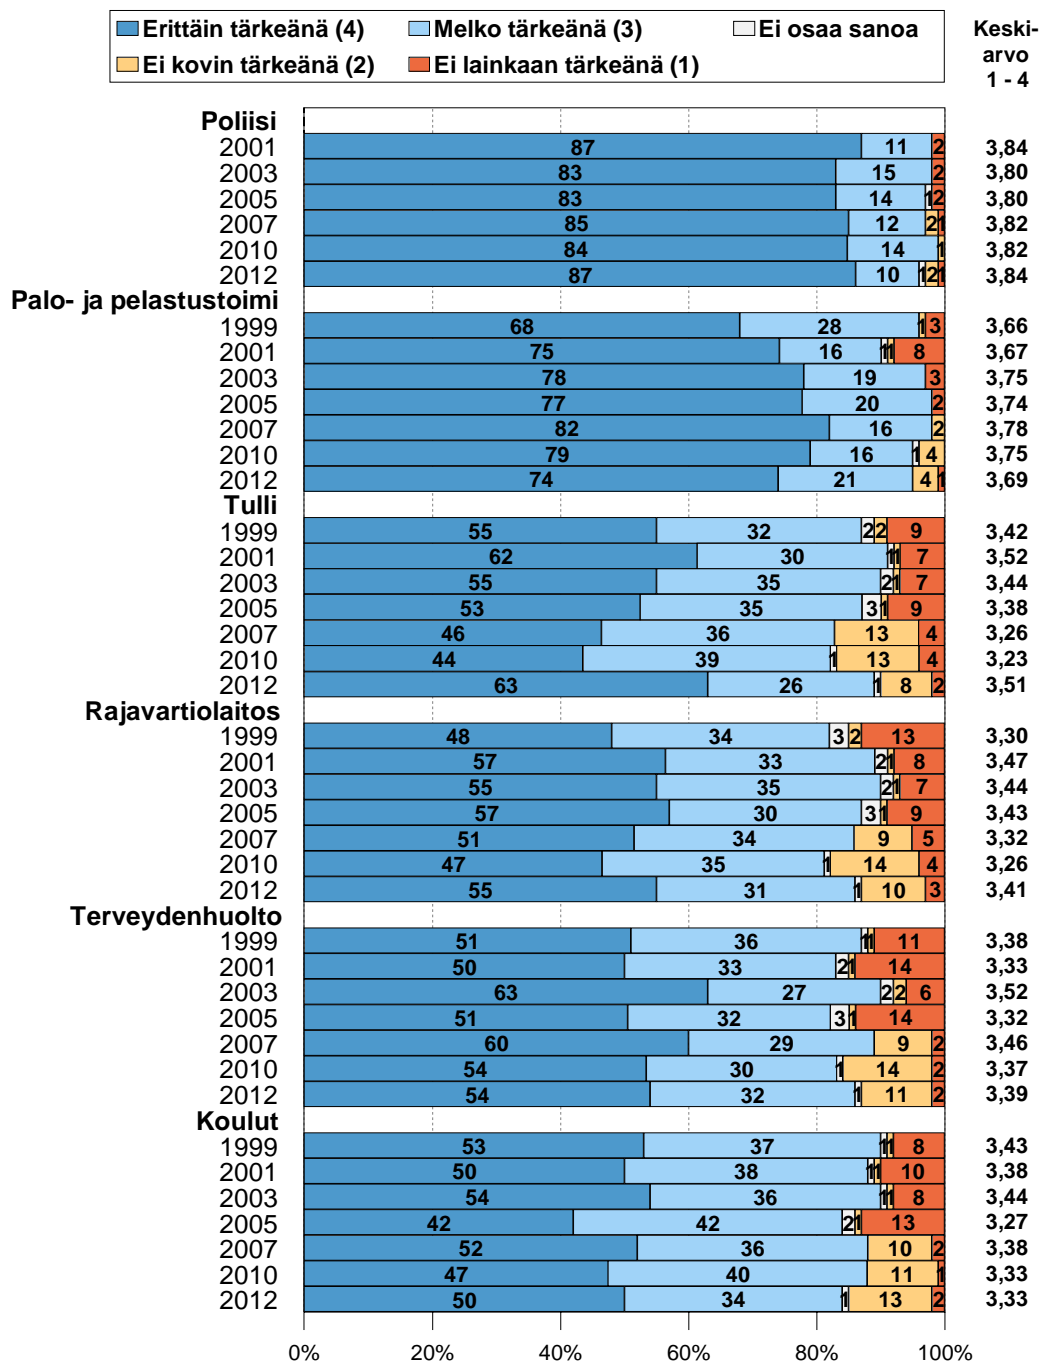 Erittäin tärkeänä (4) Melko tärkeänä (3) Ei osaa sanoa
Ei kovin tärkeänä (2) Ei lainkaan tärkeänä (1)
Keski-
arvo
1 - 4
Poliisi
2001 87 11 2 3,84
2003 83 15 2 3,80
2005 83 14 1 2 3,80
2007 85 12 2 1 3,82
2010 84 14 1 3,82
2012 87 10 1 2 1 3,84
Palo- ja pelastustoimi
1999 68 28 1 3 3,66
2001 75 16 1 1 8 3,67
2003 78 19 3 3,75
2005 77 20 2 3,74
2007 82 16 2 3,78
2010 79 16 1 4 3,75
2012 74 21 4 1 3,69
Tulli
1999 55 32 2 2 9 3,42
2001 62 30 1 1 7 3,52
2003 55 35 2 1 7 3,44
2005 53 35 3 1 9 3,38
2007 46 36 13 4 3,26
2010 44 39 1 13 4 3,23
2012 63 26 1 8 2 3,51
Rajavartiolaitos
1999 48 34 3 2 13 3,30
2001 57 33 2 1 8 3,47
2003 55 35 2 1 7 3,44
2005 57 30 3 1 9 3,43
2007 51 34 9 5 3,32
2010 47 35 1 14 4 3,26
2012 55 31 1 10 3 3,41
Terveydenhuolto
1999 51 36 1 1 11 3,38
2001 50 33 2 1 14 3,33
2003 63 27 2 2 6 3,52
2005 51 32 3 1 14 3,32
2007 60 29 9 2 3,46
2010 54 30 1 14 2 3,37
2012 54 32 1 11 2 3,39
Koulut
1999 53 37 1 1 8 3,43
2001 50 38 1 1 10 3,38
2003 54 36 1 1 8 3,44
2005 42 42 2 1 13 3,27
2007 52 36 10 2 3,38
2010 47 40 11 1 3,33
2012 50 34 1 13 2 3,33
0% 20% 40% 60% 80% 100%